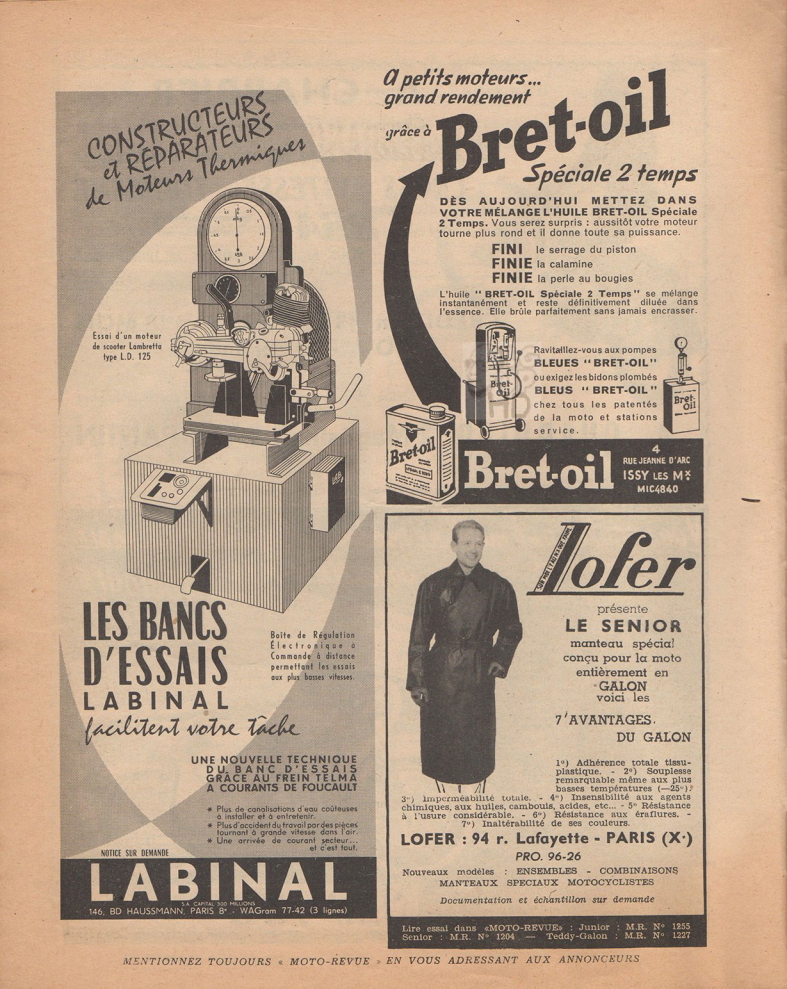 CONSTRUCTEURS
et RÉPARATEURS
de Moteurs Thermiques
Essai d'un moteur
de scooter Lambretta
type L.D. 125
LES BANCS
D'ESSAIS
LABINAL
facilitent votre tâche
Boîte de Régulation
Électronique à
Commande à distance
permettant les essais
aux plus basses vitesses.
UNE NOUVELLE TECHNIQUE
DU BANC D'ESSAIS
GRÂCE AU FREIN TELMA
A COURANTS DE FOUCAULT
* Plus de canalisations d'eau coûteuses
à installer et à entretenir.
* Plus d'accident du travail par des pièces
tournant à grande vitesse dans l'air.
* Une arrivée de courant secteur...
et c'est tout.
NOTICE SUR DEMANDE
LABINAL
S.A. CAPITAL 300 MILLIONS
146, BD HAUSSMANN, PARIS 8e - WAGram 77-42 (3 lignes)
A petits moteurs...
grand rendement
grâce à Bret-oil
Spéciale 2 temps
DÈS AUJOURD'HUI METTEZ DANS
VOTRE MÉLANGE L'HUILE BRET-OIL Spéciale
2 Temps. Vous serez surpris : aussitôt votre moteur
tourne plus rond et il donne toute sa puissance.
FINI le serrage du piston
FINIE la calamine
FINIE la perle au bougies
L'huile " BRET-OIL Spéciale 2 Temps " se mélange
instantanément et reste définitivement diluée dans
l'essence. Elle brûle parfaitement sans jamais encrasser.
Ravitaillez-vous aux pompes
BLEUES " BRET-OIL "
ou exigez les bidons plombés
BLEUS " BRET-OIL "
chez tous les patentés
de la moto et stations
service.
Bret-Oil
Bret-Oil
Bret-oil
Bret-oil
4
RUE JEANNE D'ARC
ISSY LES Mx
MIC 4840
Lofer
présente
LE SENIOR
manteau spécial
conçu pour la moto
entièrement en
GALON
voici les
7 AVANTAGES
DU GALON
1°) Adhérence totale tissu-
plastique. - 2°) Souplesse
remarquable même aux plus
basses températures (—25°)?
3°) Imperméabilité totale. - 4°) Insensibilité aux agents
chimiques, aux huiles, cambouis, acides, etc... - 5° Résistance
à l'usure considérable. - 6°) Résistance aux éraflures. -
7°) Inaltérabilité de ses couleurs.
LOFER : 94 r. Lafayette - PARIS (X·)
PRO. 96-26
Nouveaux modèles : ENSEMBLES - COMBINAISONS
MANTEAUX SPECIAUX MOTOCYCLISTES
Documentation et échantillon sur demande
Lire essai dans «MOTO-REVUE» : Junior : M.R. N° 1255
Senior : M.R. N° 1204 — Teddy-Galon : M.R. N° 1227
MENTIONNEZ TOUJOURS « MOTO-REVUE » EN VOUS ADRESSANT AUX ANNONCEURS